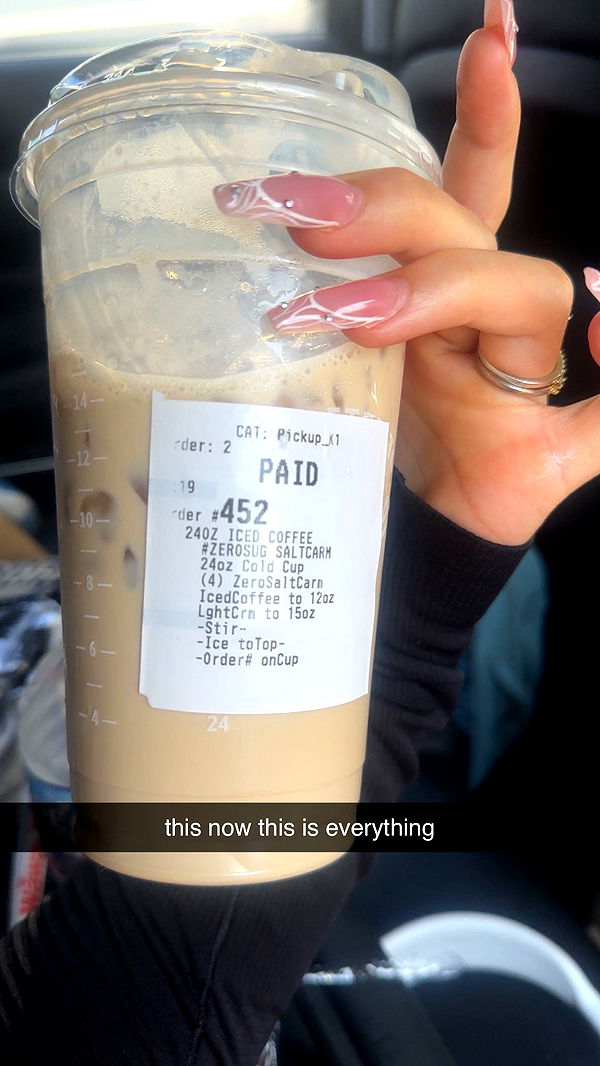 CAT: Pickup_X1
rder: 2
PAID
:19
rder #452
24OZ ICED COFFEE
#ZEROSUG SALTCARM
24oz Cold Cup
(4) ZeroSaltCarm
IcedCoffee to 12oz
LghtCrm to 15oz
-Stir-
-Ice toTop-
-Order# onCup
14
12
10
8
6
4
24
this now this is everything